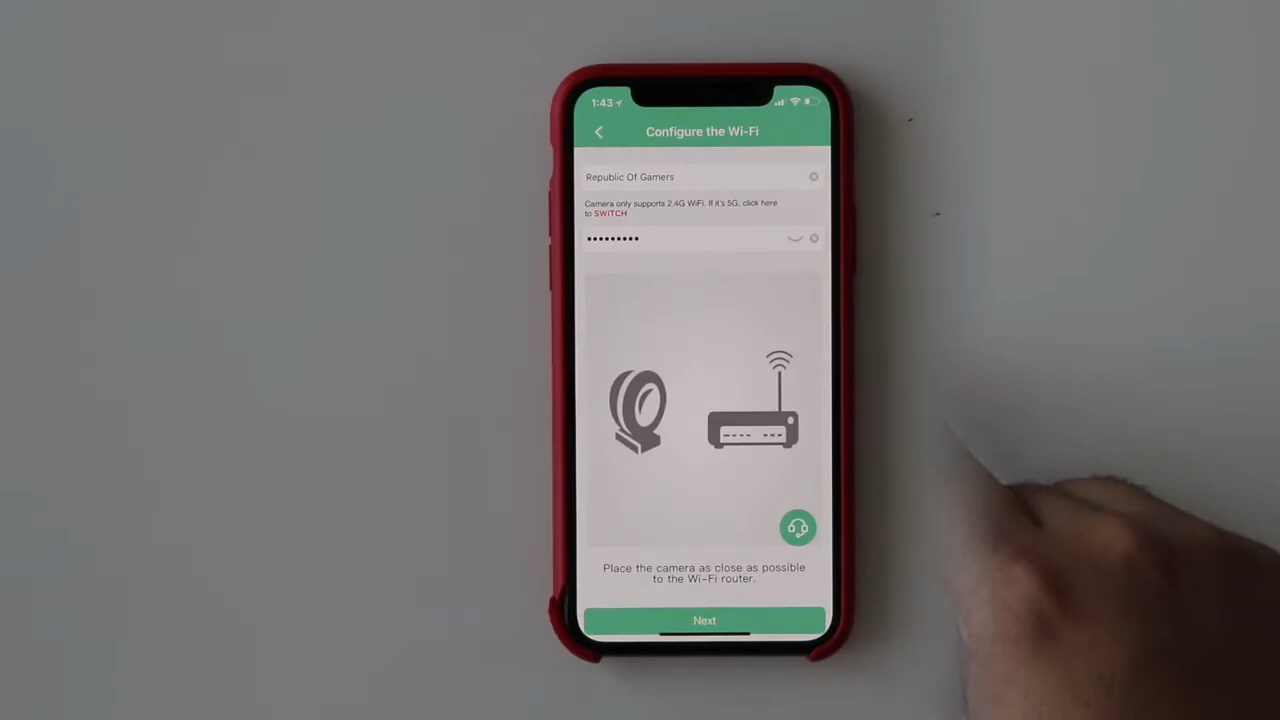 1:43
Configure the Wi-Fi
Republic Of Gamers
Camera only supports 2.4G WiFi. If it's 5G, click here
to SWITCH
•••••••••
Place the camera as close as possible
to the Wi-Fi router.
Next